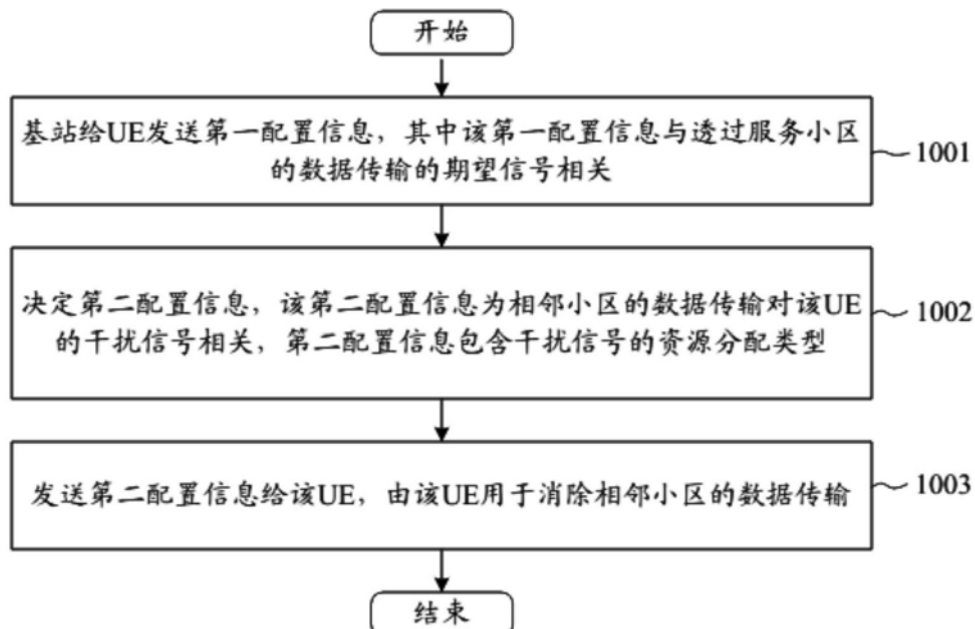 开始
基站给UE发送第一配置信息，其中该第一配置信息与透过服务小区
的数据传输的期望信号相关
1001
决定第二配置信息，该第二配置信息为相邻小区的数据传输对该UE
的干扰信号相关，第二配置信息包含干扰信号的资源分配类型
1002
发送第二配置信息给该UE，由该UE用于消除相邻小区的数据传输
1003
结束